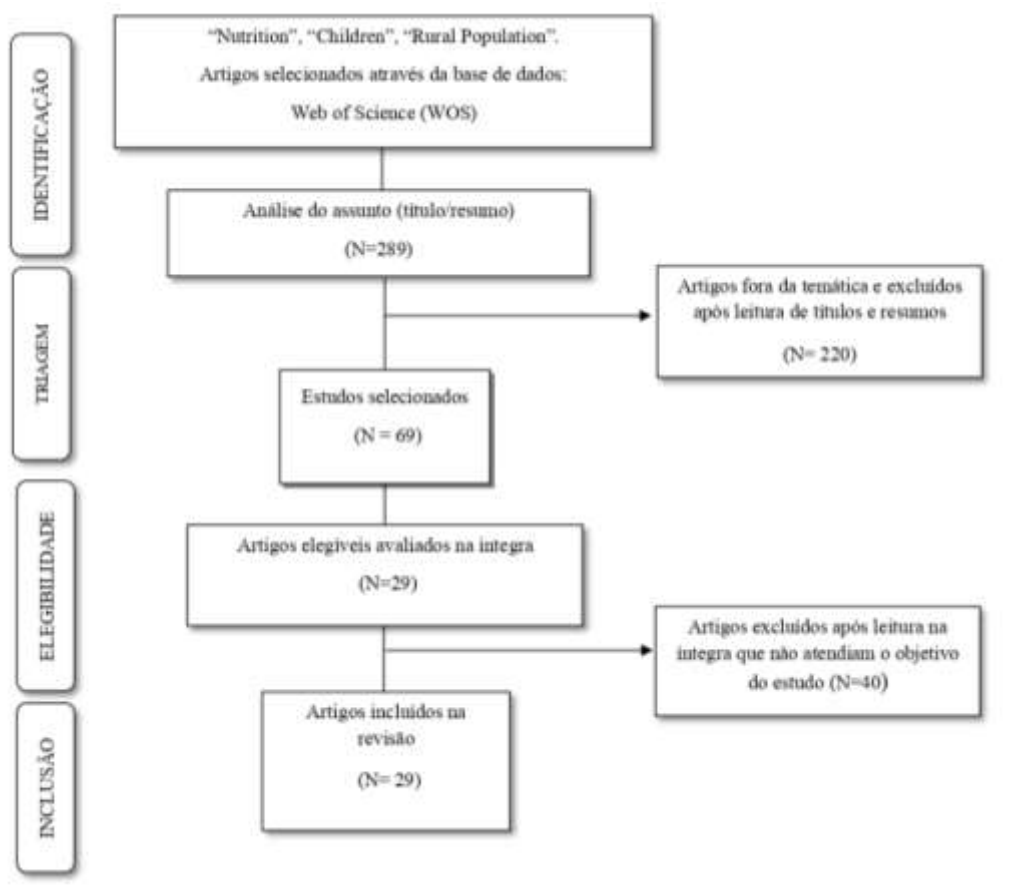 IDENTIFICAÇÃO
“Nutrition”, “Children”, “Rural Population”.
Artigos selecionados através da base de dados:
Web of Science (WOS)
Análise do assunto (título/resumo)
(N=289)
TRIAGEM
Artigos fora da temática e excluídos
após leitura de títulos e resumos
(N= 220)
Estudos selecionados
(N = 69)
ELEGIBILIDADE
Artigos elegíveis avaliados na integra
(N=29)
Artigos excluídos após leitura na
integra que não atendiam o objetivo
do estudo (N=40)
INCLUSÃO
Artigos incluídos na
revisão
(N= 29)